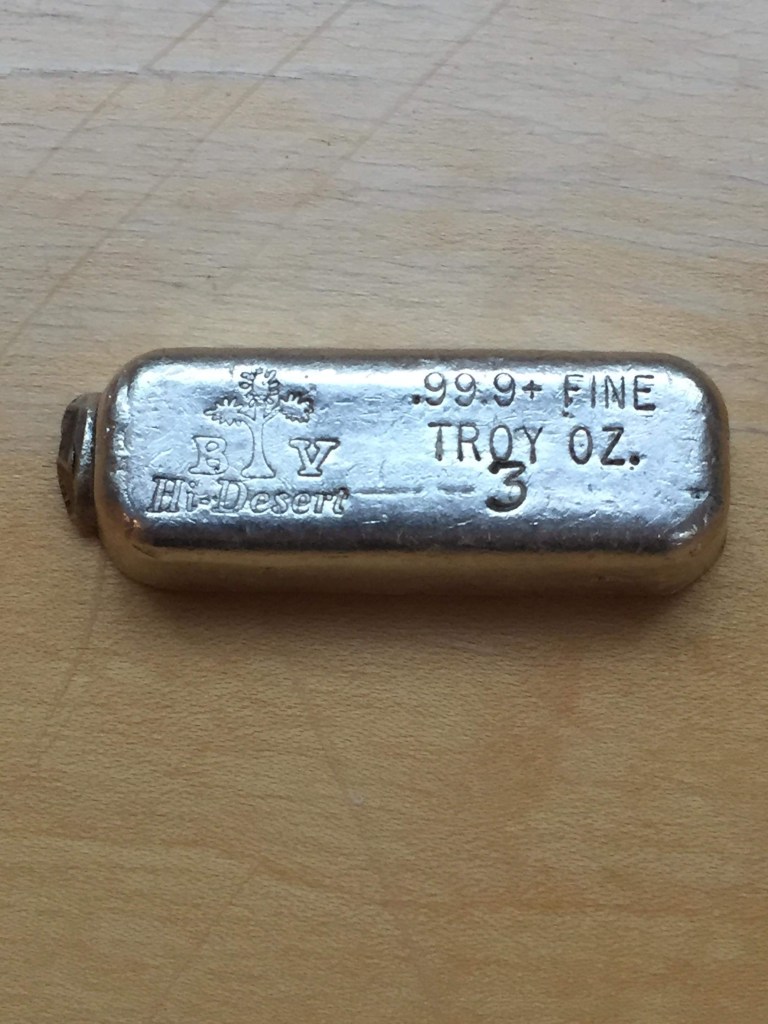 B V
Hi-Desert
.999+ FINE
TROY OZ.
3